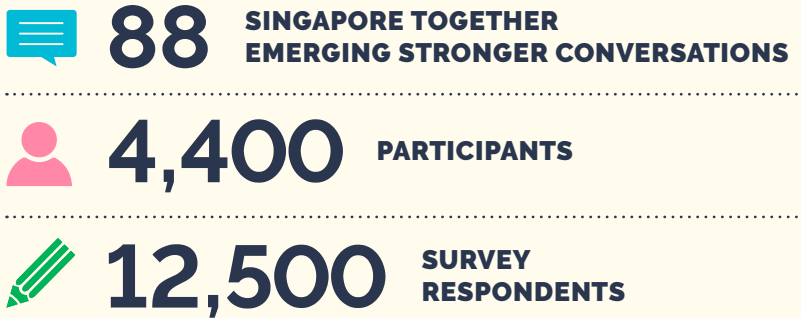 88 SINGAPORE TOGETHER
EMERGING STRONGER CONVERSATIONS
4,400 PARTICIPANTS
12,500 SURVEY
RESPONDENTS